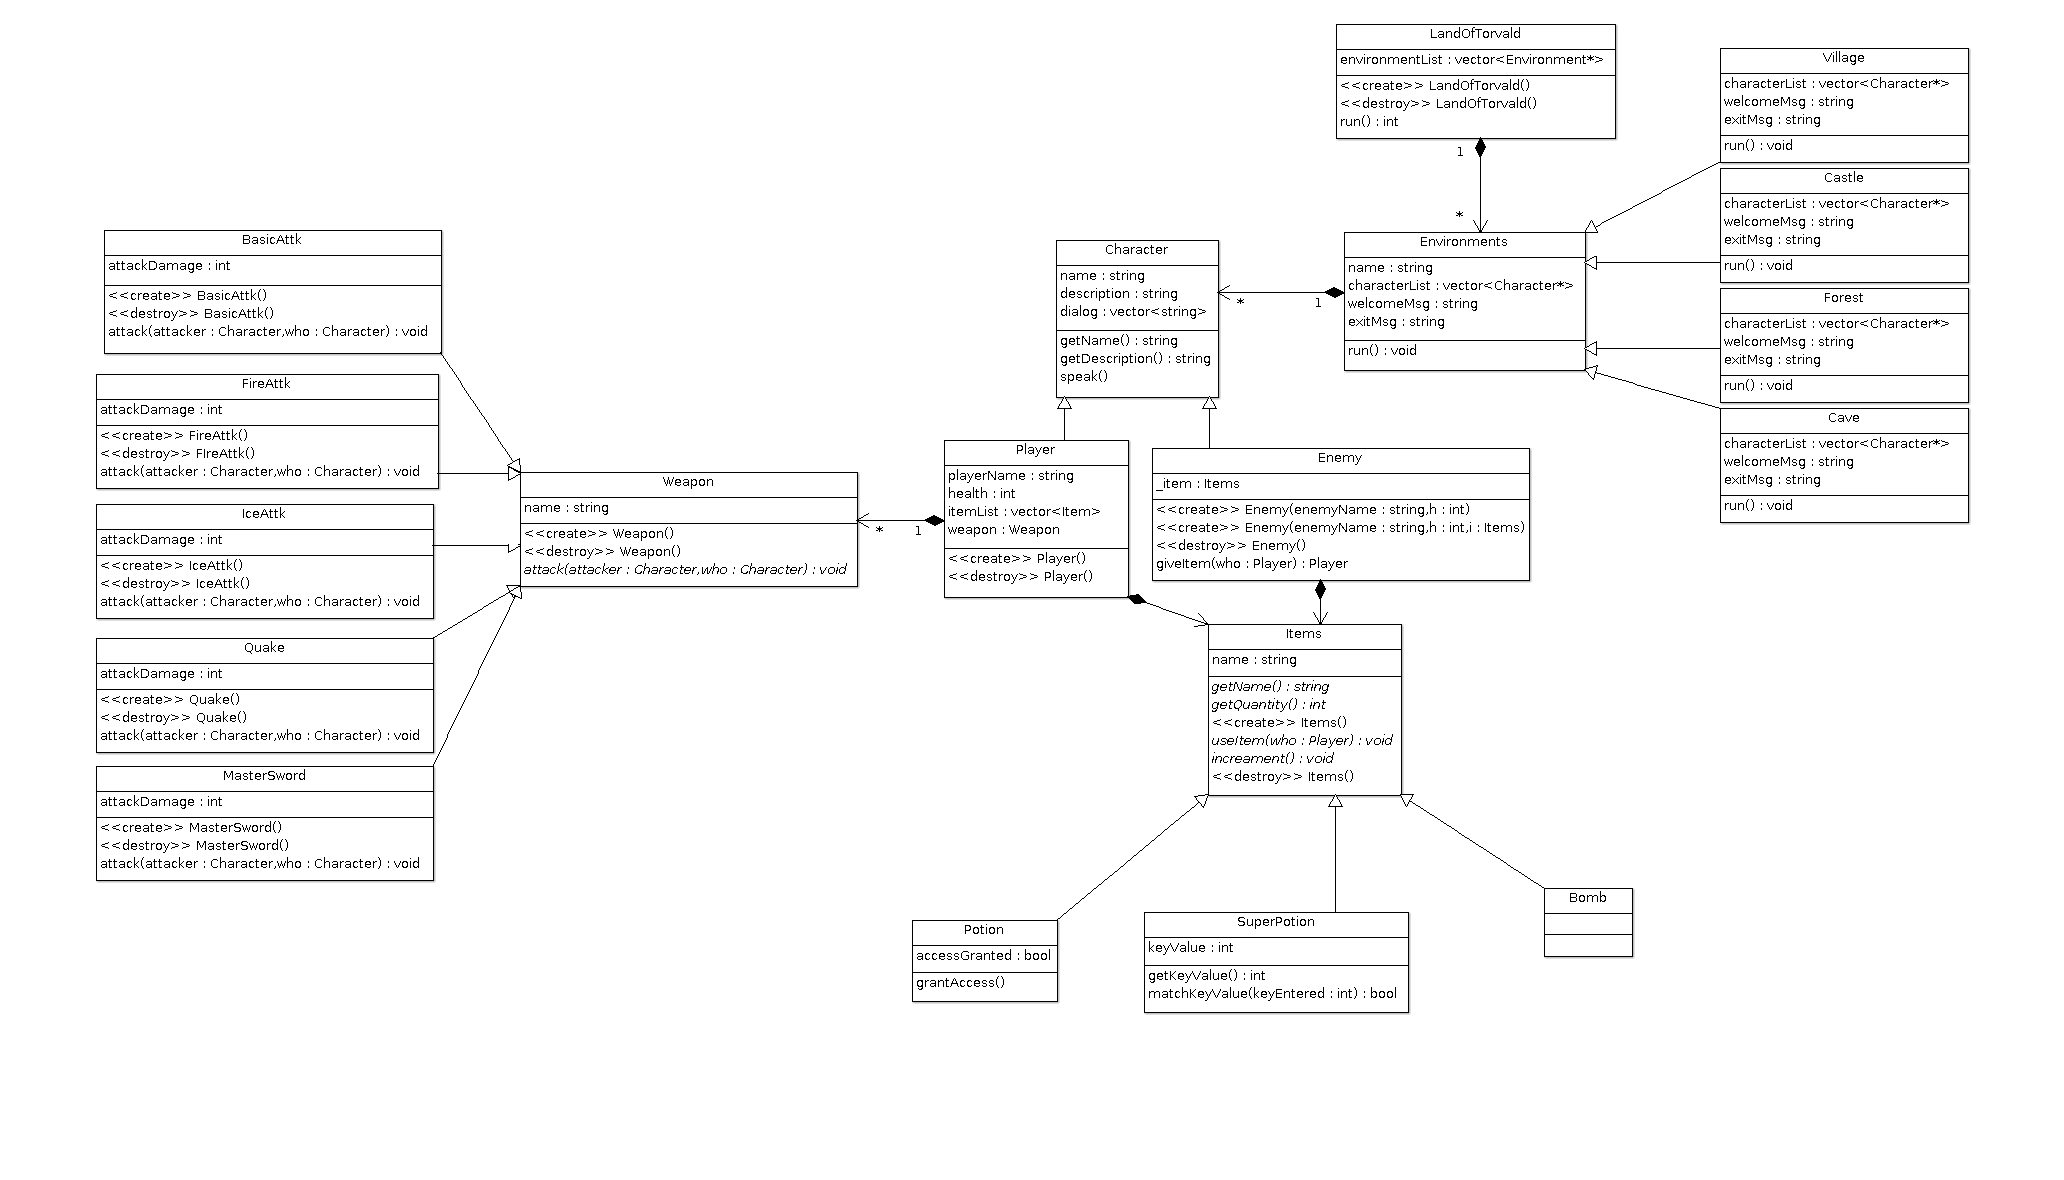 LandOfTorvald
environmentList : vector<Environment*>
<<create>> LandOfTorvald()
<<destroy>> LandOfTorvald()
run() : int
1
*
Village
characterList : vector<Character*>
welcomeMsg : string
exitMsg : string
run() : void
Castle
characterList : vector<Character*>
welcomeMsg : string
exitMsg : string
run() : void
Forest
characterList : vector<Character*>
welcomeMsg : string
exitMsg : string
run() : void
Cave
characterList : vector<Character*>
welcomeMsg : string
exitMsg : string
run() : void
Environments
name : string
characterList : vector<Character*>
welcomeMsg : string
exitMsg : string
run() : void
*
1
Character
name : string
description : string
dialog : vector<string>
getName() : string
getDescription() : string
speak()
BasicAttk
attackDamage : int
<<create>> BasicAttk()
<<destroy>> BasicAttk()
attack(attacker : Character,who : Character) : void
FireAttk
attackDamage : int
<<create>> FireAttk()
<<destroy>> FIreAttk()
attack(attacker : Character,who : Character) : void
IceAttk
attackDamage : int
<<create>> IceAttk()
<<destroy>> IceAttk()
attack(attacker : Character,who : Character) : void
Quake
attackDamage : int
<<create>> Quake()
<<destroy>> Quake()
attack(attacker : Character,who : Character) : void
MasterSword
attackDamage : int
<<create>> MasterSword()
<<destroy>> MasterSword()
attack(attacker : Character,who : Character) : void
Weapon
name : string
<<create>> Weapon()
<<destroy>> Weapon()
attack(attacker : Character,who : Character) : void
*
1
Player
playerName : string
health : int
itemList : vector<Item>
weapon : Weapon
<<create>> Player()
<<destroy>> Player()
Enemy
_item : Items
<<create>> Enemy(enemyName : string,h : int)
<<create>> Enemy(enemyName : string,h : int,i : Items)
<<destroy>> Enemy()
giveItem(who : Player) : Player
Items
name : string
getName() : string
getQuantity() : int
<<create>> Items()
useItem(who : Player) : void
increament() : void
<<destroy>> Items()
Potion
accessGranted : bool
grantAccess()
SuperPotion
keyValue : int
getKeyValue() : int
matchKeyValue(keyEntered : int) : bool
Bomb